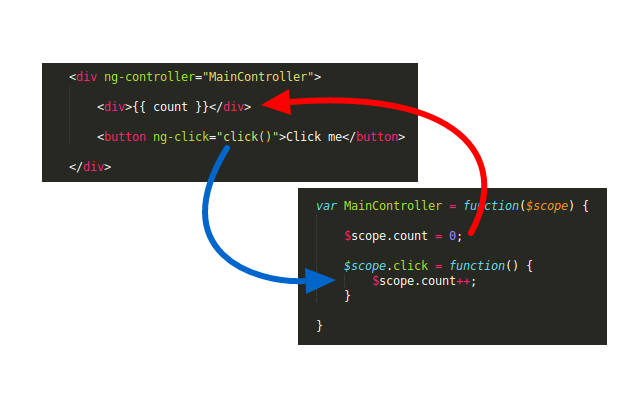 <div ng-controller="MainController">
<div>{{ count }}</div>
<button ng-click="click()">Click me</button>
</div>
var MainController = function($scope) {
$scope.count = 0;
$scope.click = function() {
$scope.count++;
}
}